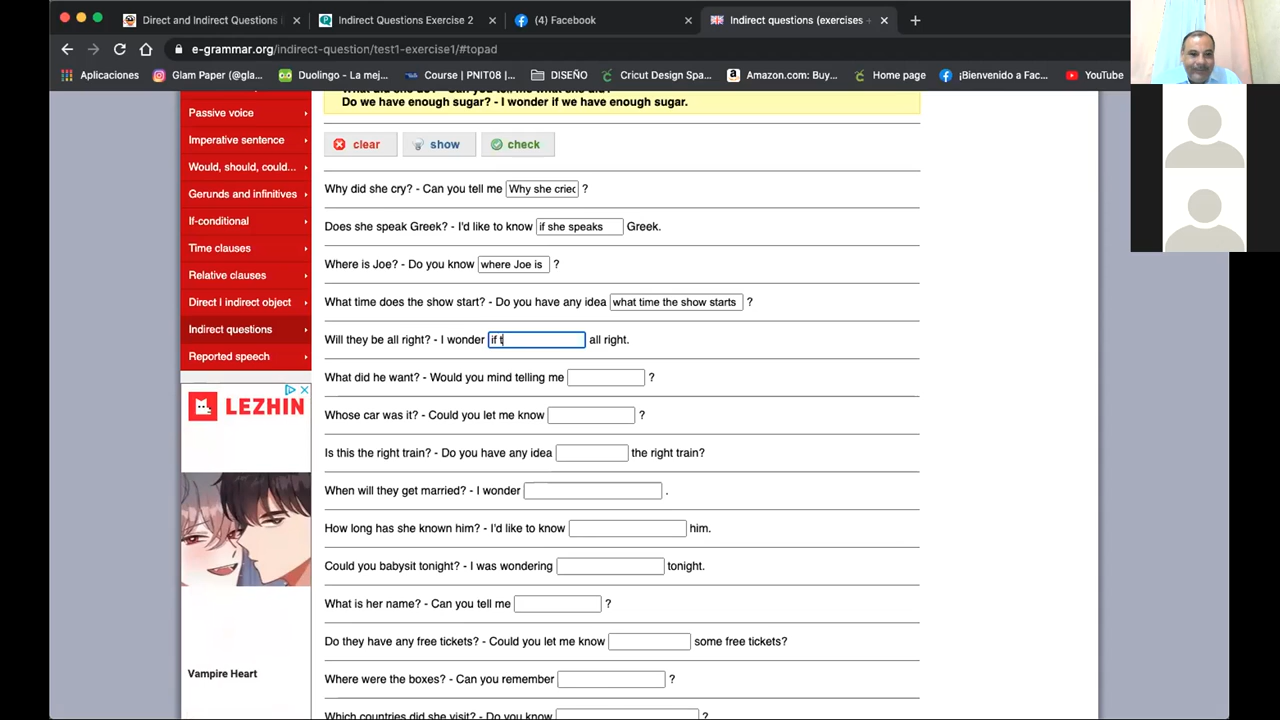 Direct and Indirect Questions i
Indirect Questions Exercise 2
(4) Facebook
Indirect questions (exercises +
e-grammar.org/indirect-question/test1-exercise1/#topad
Aplicaciones
Instagram (@gla...
Duolingo - La mej...
Course | PNIT08 |...
DISEÑO
Cricut Design Spa...
Amazon.com: Buy...
Home page
¡Bienvenido a Fac...
YouTube
Do we have enough sugar? - I wonder if we have enough sugar.
Passive voice
Imperative sentence
Would, should, could...
Gerunds and infinitives
If-conditional
Time clauses
Relative clauses
Direct I indirect object
Indirect questions
Reported speech
clear
show
check
Why did she cry? - Can you tell me Why she cried ?
Does she speak Greek? - I'd like to know if she speaks Greek.
Where is Joe? - Do you know where Joe is ?
What time does the show start? - Do you have any idea what time the show starts ?
Will they be all right? - I wonder if t all right.
What did he want? - Would you mind telling me ?
Whose car was it? - Could you let me know ?
Is this the right train? - Do you have any idea the right train?
When will they get married? - I wonder .
How long has she known him? - I'd like to know him.
Could you babysit tonight? - I was wondering tonight.
What is her name? - Can you tell me ?
Do they have any free tickets? - Could you let me know some free tickets?
Where were the boxes? - Can you remember ?
Which countries did she visit? - Do you know ?
LEZHIN
Vampire Heart